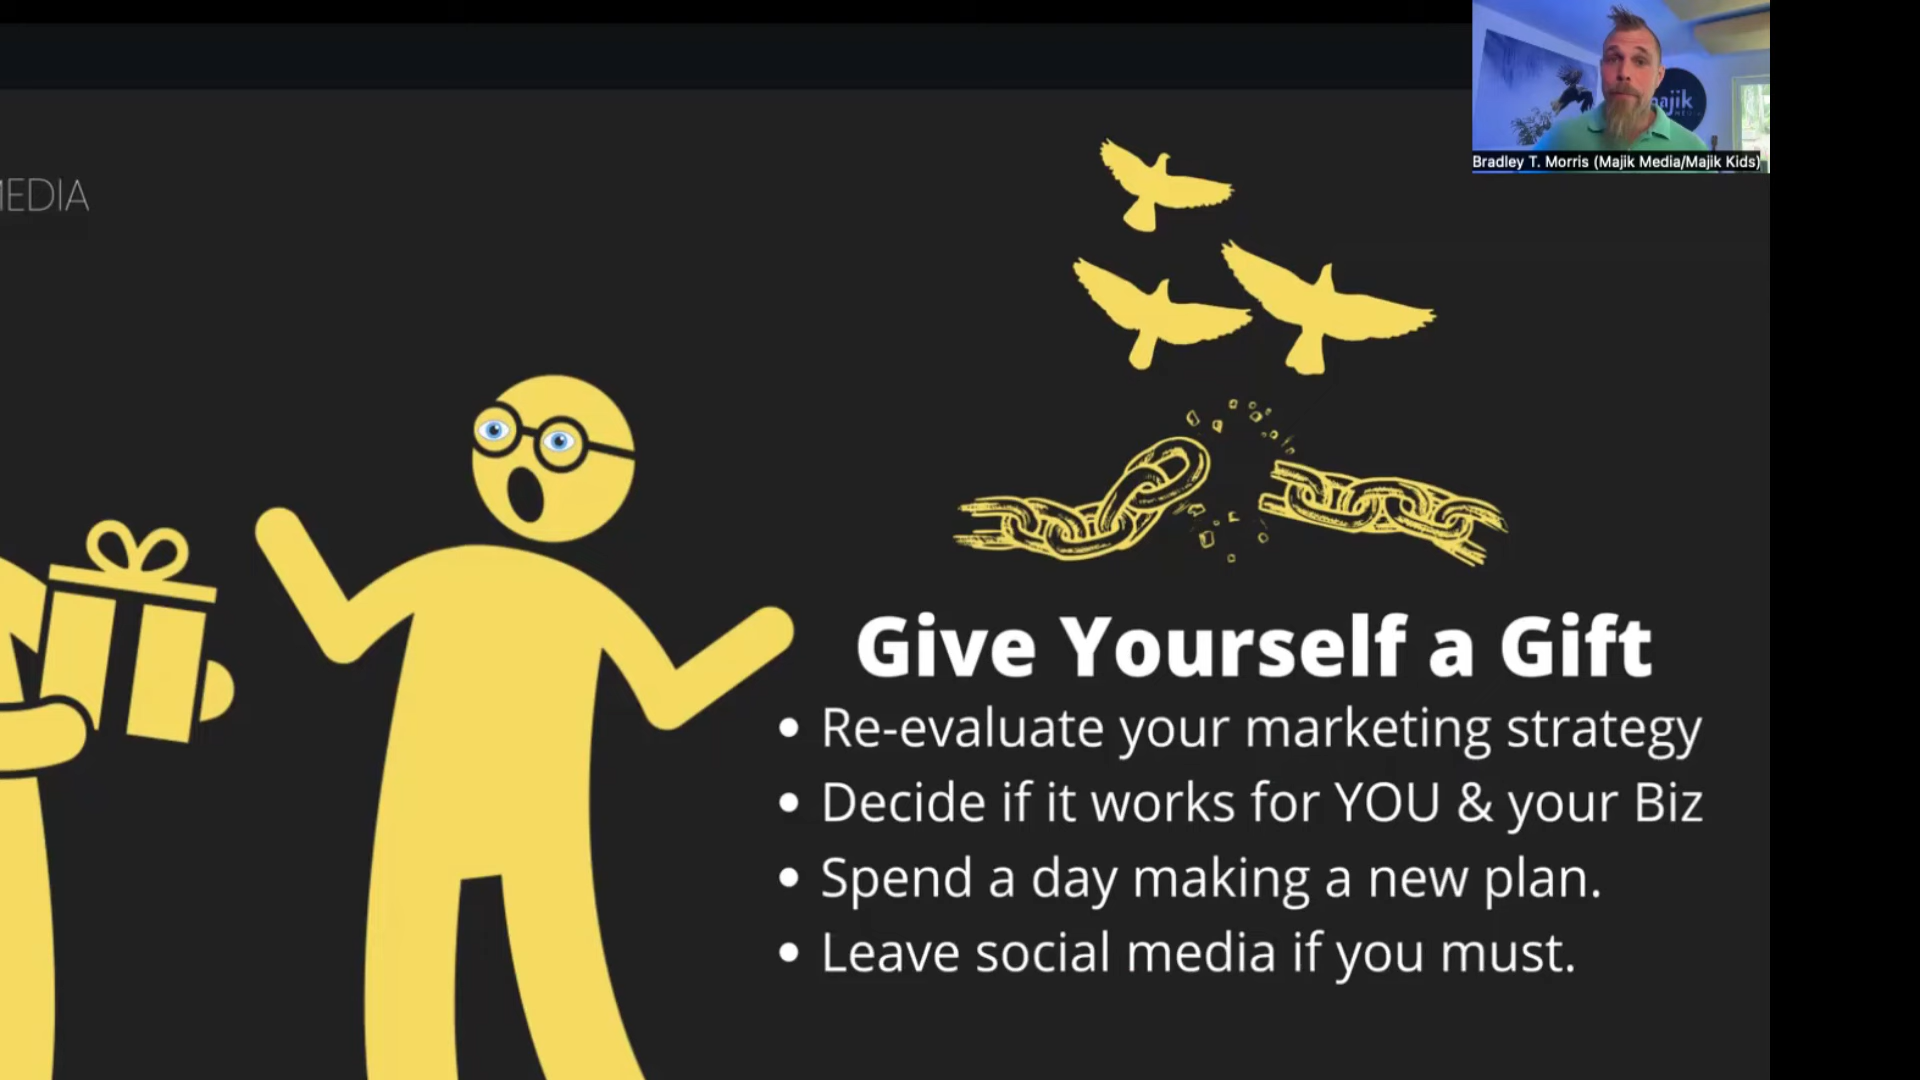 Bradley T. Morris (Majik Media/Majik Kids)
MEDIA
Give Yourself a Gift
• Re-evaluate your marketing strategy
• Decide if it works for YOU & your Biz
• Spend a day making a new plan.
• Leave social media if you must.